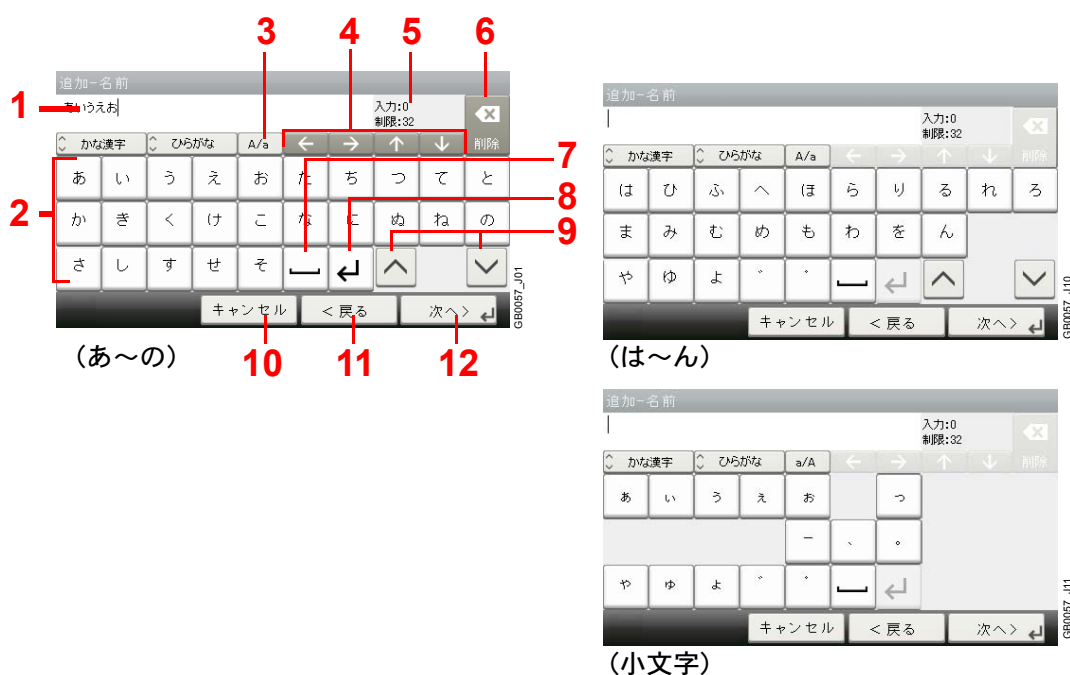 3 4 5 6
追加-名前
1
あいうえお
入力:0
制限:32
かな漢字 ひらがな A/a ← → ↑ ↓ 削除
2
あ い う え お た ち つ て と
7
か き く け こ な に ぬ ね の
8
9
さ し す せ そ
キャンセル <戻る 次へ>
GB0057_J01
10 11 12
(あ～の)
追加-名前
入力:0
制限:32
かな漢字 ひらがな A/a ← → ↑ ↓ 削除
は ひ ふ へ ほ ら り る れ ろ
ま み む め も わ を ん
や ゆ よ ゛ ゜
キャンセル <戻る 次へ>
GB0057_J10
(は～ん)
追加-名前
入力:0
制限:32
かな漢字 ひらがな a/A ← → ↑ ↓ 削除
ぁ ぃ ぅ ぇ ぉ っ
ー 、 。
ゃ ゅ ょ ゛ ゜
キャンセル <戻る 次へ>
GB0057_J11
(小文字)